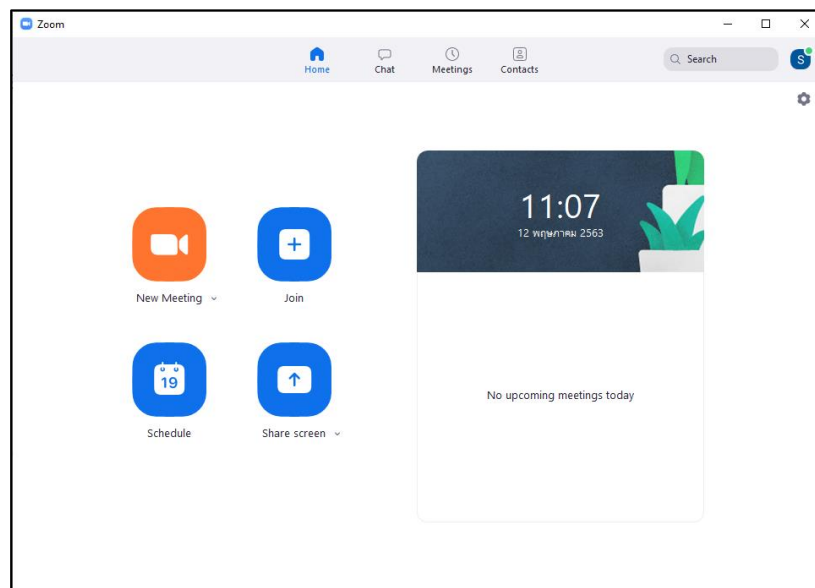 Zoom
Home
Chat
Meetings
Contacts
Search
S
11:07
12 พฤษภาคม 2563
New Meeting
Join
19
Schedule
Share screen
No upcoming meetings today